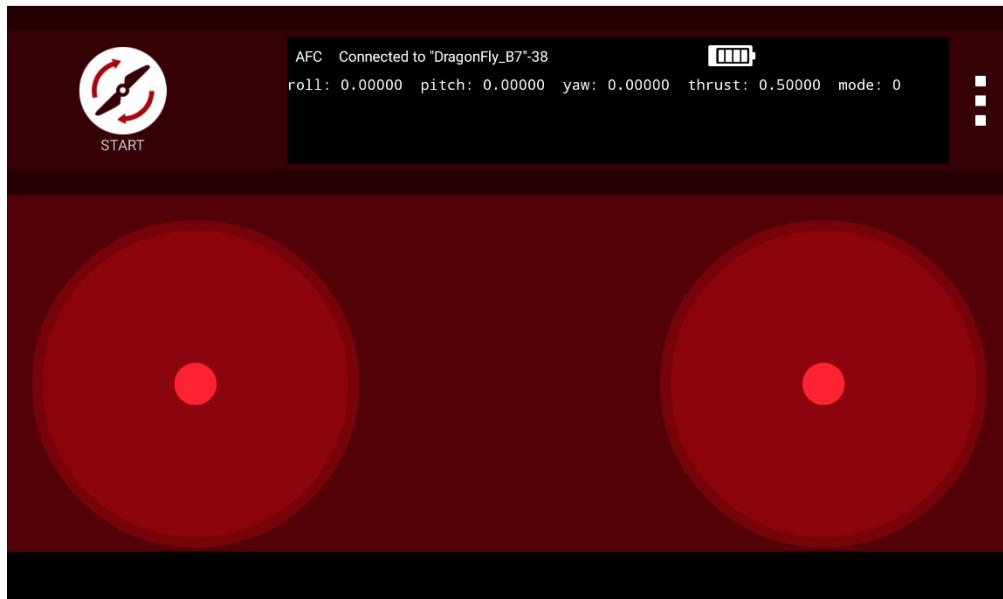 AFC Connected to "DragonFly_B7"-38
roll: 0.00000 pitch: 0.00000 yaw: 0.00000 thrust: 0.50000 mode: 0
START